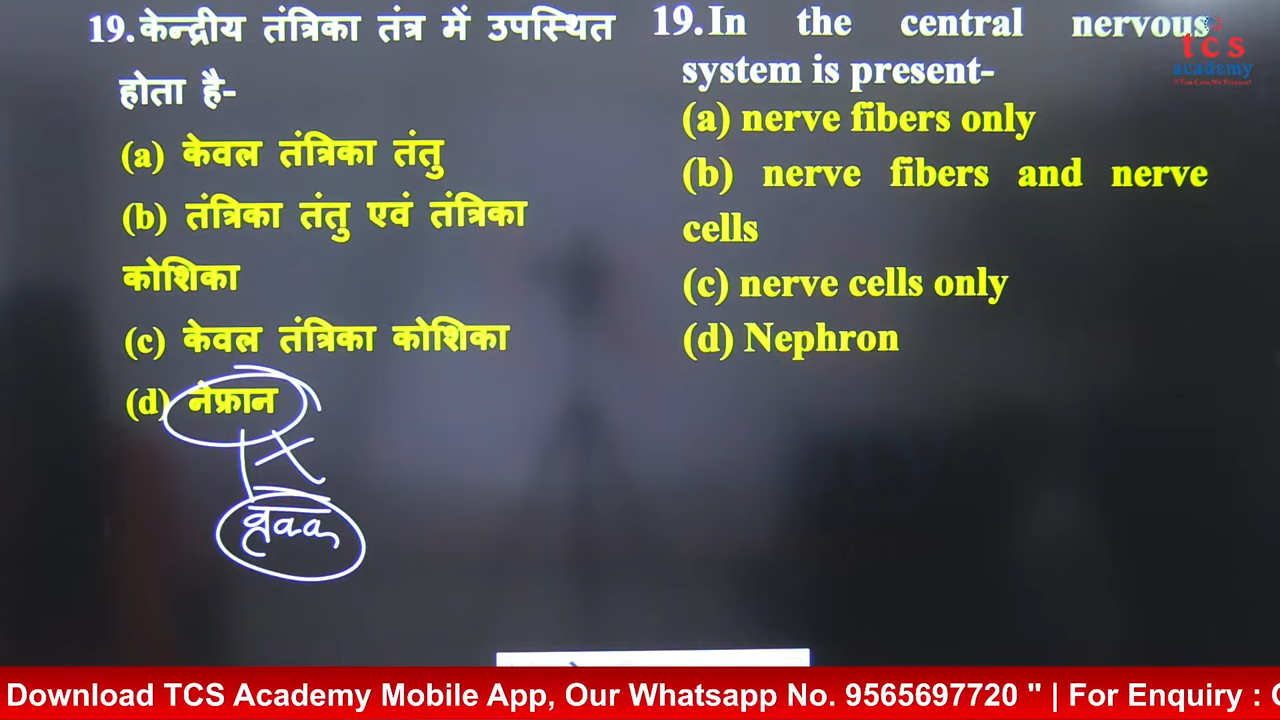 19.केन्द्रीय तंत्रिका तंत्र में उपस्थित
होता है-
(a) केवल तंत्रिका तंतु
(b) तंत्रिका तंतु एवं तंत्रिका
कोशिका
(c) केवल तंत्रिका कोशिका
(d) नेफ्रान
वृक्क
19.In the central nervous
system is present-
(a) nerve fibers only
(b) nerve fibers and nerve
cells
(c) nerve cells only
(d) Nephron
tcs
academy
Download TCS Academy Mobile App, Our Whatsapp No. 9565697720 " | For Enquiry :